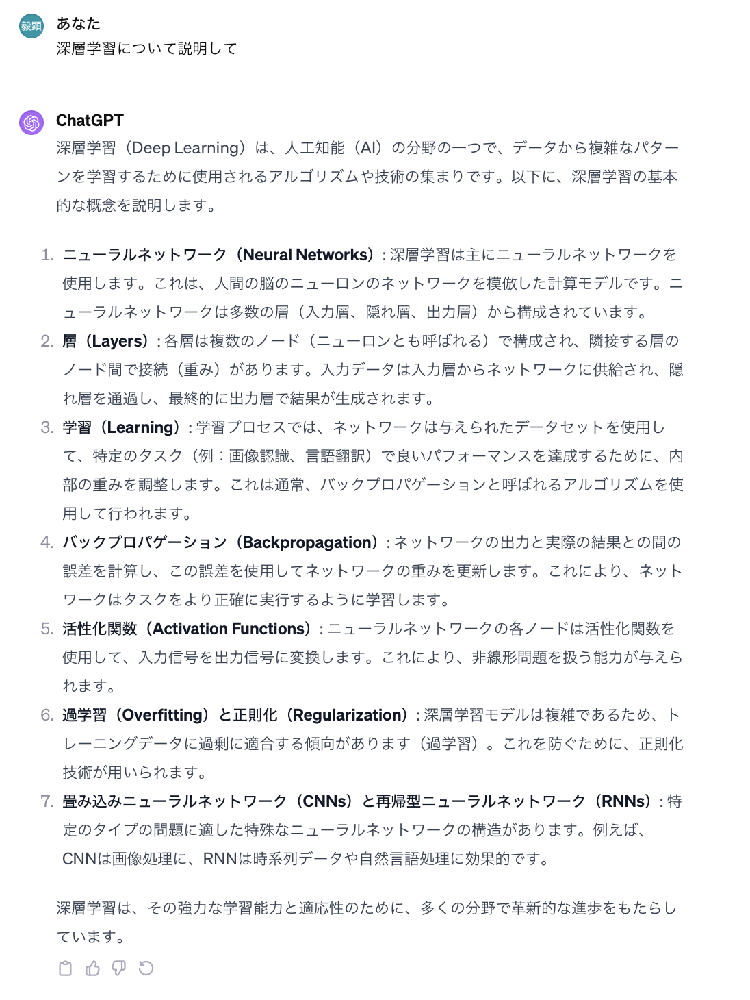 毅顕
あなた
深層学習について説明して
ChatGPT
深層学習（Deep Learning）は、人工知能（AI）の分野の一つで、データから複雑なパター
ンを学習するために使用されるアルゴリズムや技術の集まりです。以下に、深層学習の基本
的な概念を説明します。
1. ニューラルネットワーク（Neural Networks）: 深層学習は主にニューラルネットワークを
使用します。これは、人間の脳のニューロンのネットワークを模倣した計算モデルです。ニ
ューラルネットワークは多数の層（入力層、隠れ層、出力層）から構成されています。
2. 層（Layers）: 各層は複数のノード（ニューロンとも呼ばれる）で構成され、隣接する層の
ノード間で接続（重み）があります。入力データは入力層からネットワークに供給され、隠
れ層を通過し、最終的に出力層で結果が生成されます。
3. 学習（Learning）: 学習プロセスでは、ネットワークは与えられたデータセットを使用し
て、特定のタスク（例：画像認識、言語翻訳）で良いパフォーマンスを達成するために、内
部の重みを調整します。これは通常、バックプロパゲーションと呼ばれるアルゴリズムを使
用して行われます。
4. バックプロパゲーション（Backpropagation）: ネットワークの出力と実際の結果との間の
誤差を計算し、この誤差を使用してネットワークの重みを更新します。これにより、ネット
ワークはタスクをより正確に実行するように学習します。
5. 活性化関数（Activation Functions）: ニューラルネットワークの各ノードは活性化関数を
使用して、入力信号を出力信号に変換します。これにより、非線形問題を扱う能力が与えら
れます。
6. 過学習（Overfitting）と正則化（Regularization）: 深層学習モデルは複雑であるため、ト
レーニングデータに過剰に適合する傾向があります（過学習）。これを防ぐために、正則化
技術が用いられます。
7. 畳み込みニューラルネットワーク（CNNs）と再帰型ニューラルネットワーク（RNNs）: 特
定のタイプの問題に適した特殊なニューラルネットワークの構造があります。例えば、
CNNは画像処理に、RNNは時系列データや自然言語処理に効果的です。
深層学習は、その強力な学習能力と適応性のために、多くの分野で革新的な進歩をもたらし
ています。